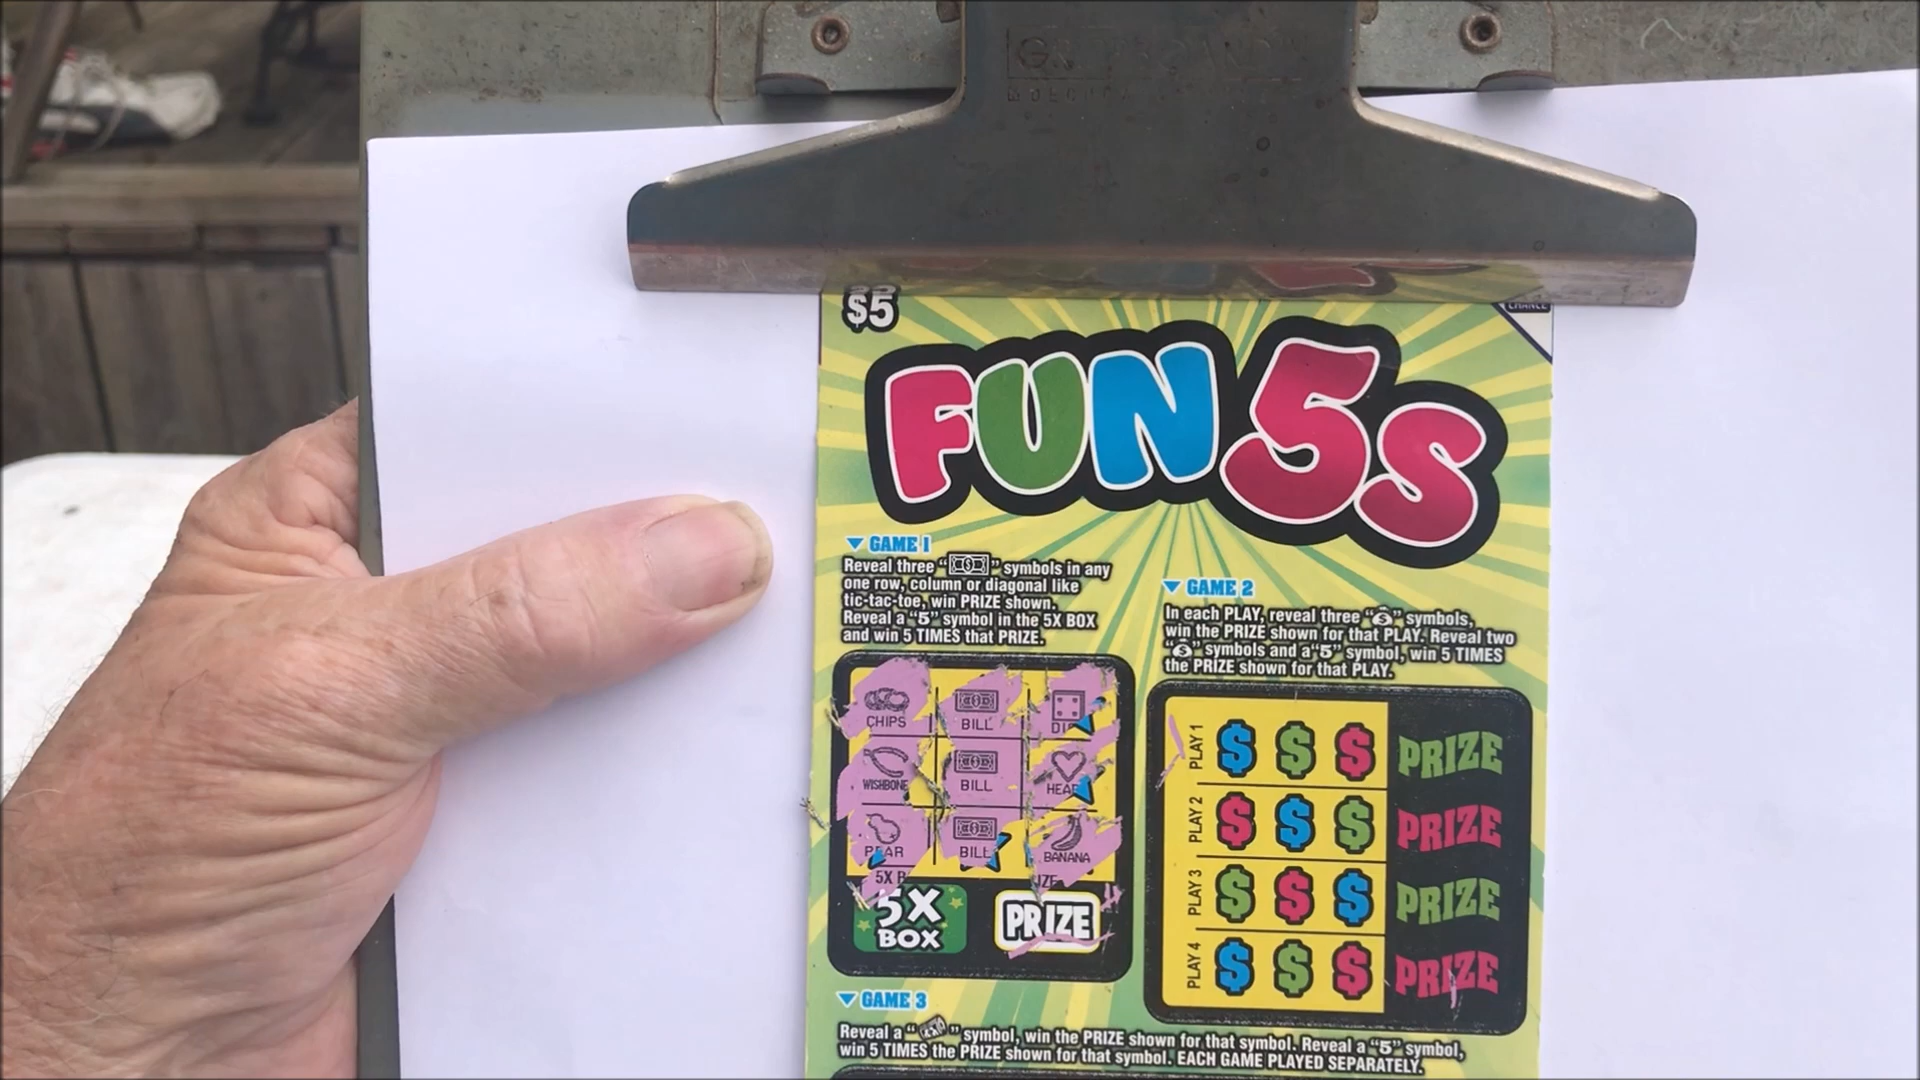 $5
CHANCE
FUN 5s
GAME 1
Reveal three “ ” symbols in any
one row, column or diagonal like
tic-tac-toe, win PRIZE shown.
Reveal a “5” symbol in the 5X BOX
and win 5 TIMES that PRIZE.
CHIPS BILL
WISHBONE BILL
PEAR BILL BANANA
5X
BOX
PRIZE
GAME 2
In each PLAY, reveal three “$” symbols,
win the PRIZE shown for that PLAY. Reveal two
“$” symbols and a “5” symbol, win 5 TIMES
the PRIZE shown for that PLAY.
PLAY 1 $ $ $ PRIZE
PLAY 2 $ $ $ PRIZE
PLAY 3 $ $ $ PRIZE
PLAY 4 $ $ $ PRIZE
GAME 3
Reveal a “ ” symbol, win the PRIZE shown for that symbol. Reveal a “5” symbol,
win 5 TIMES the PRIZE shown for that symbol. EACH GAME PLAYED SEPARATELY.